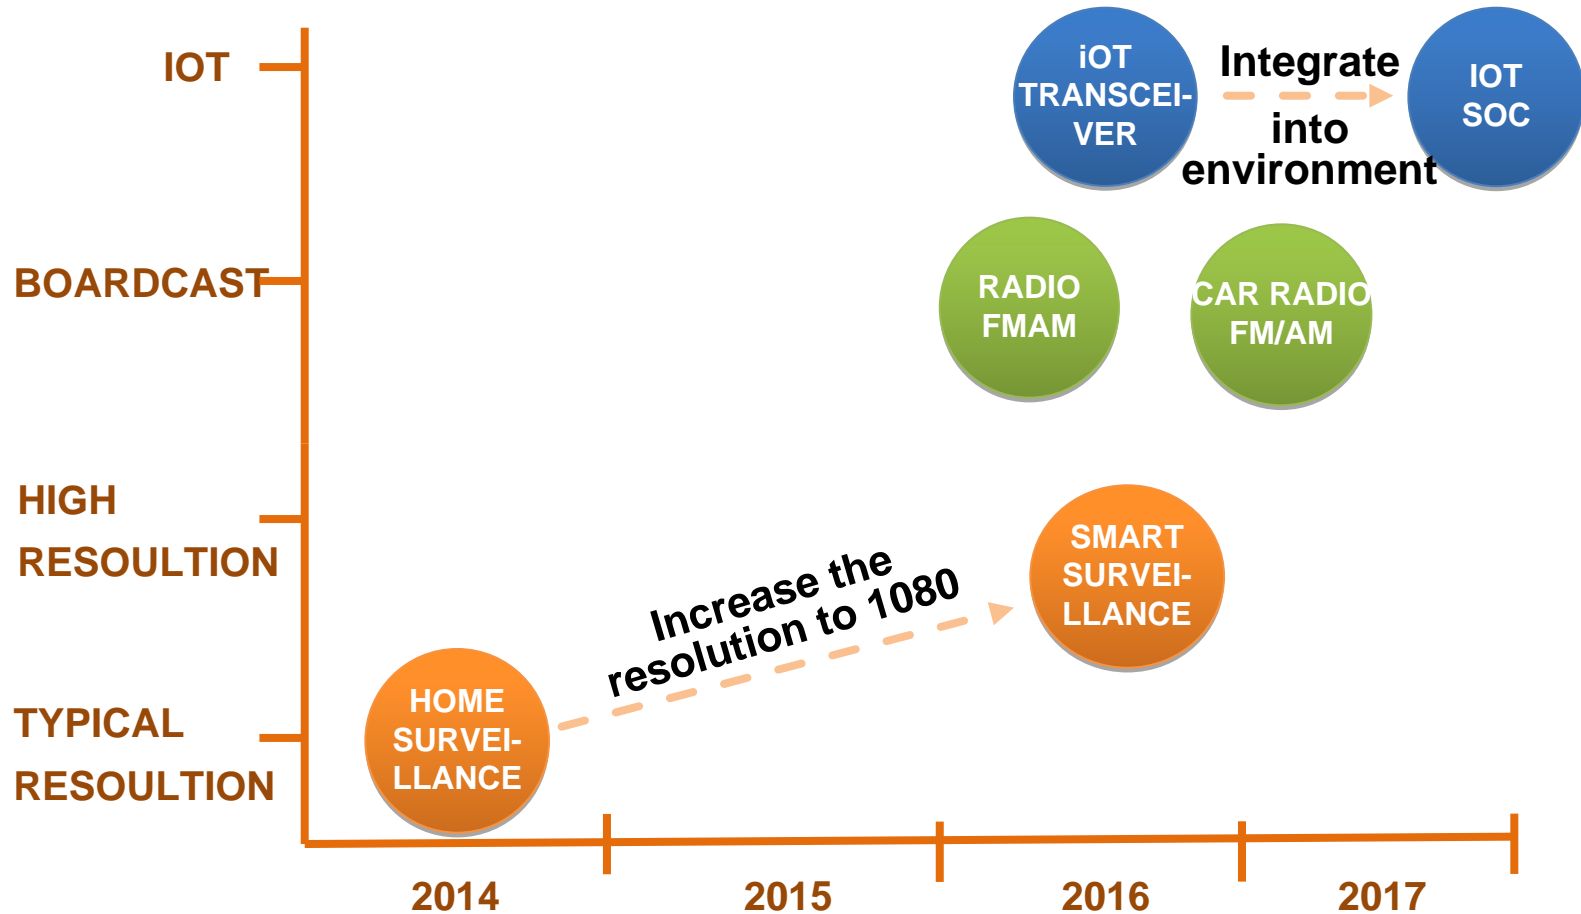 IOT
iOT
TRANSCEI-
VER
Integrate
into
environment
IOT
SOC
BOARDCAST
RADIO
FMAM
CAR RADIO
FM/AM
HIGH
RESOULTION
SMART
SURVEI-
LLANCE
Increase the
resolution to 1080
TYPICAL
RESOULTION
HOME
SURVEI-
LLANCE
2014
2015
2016
2017